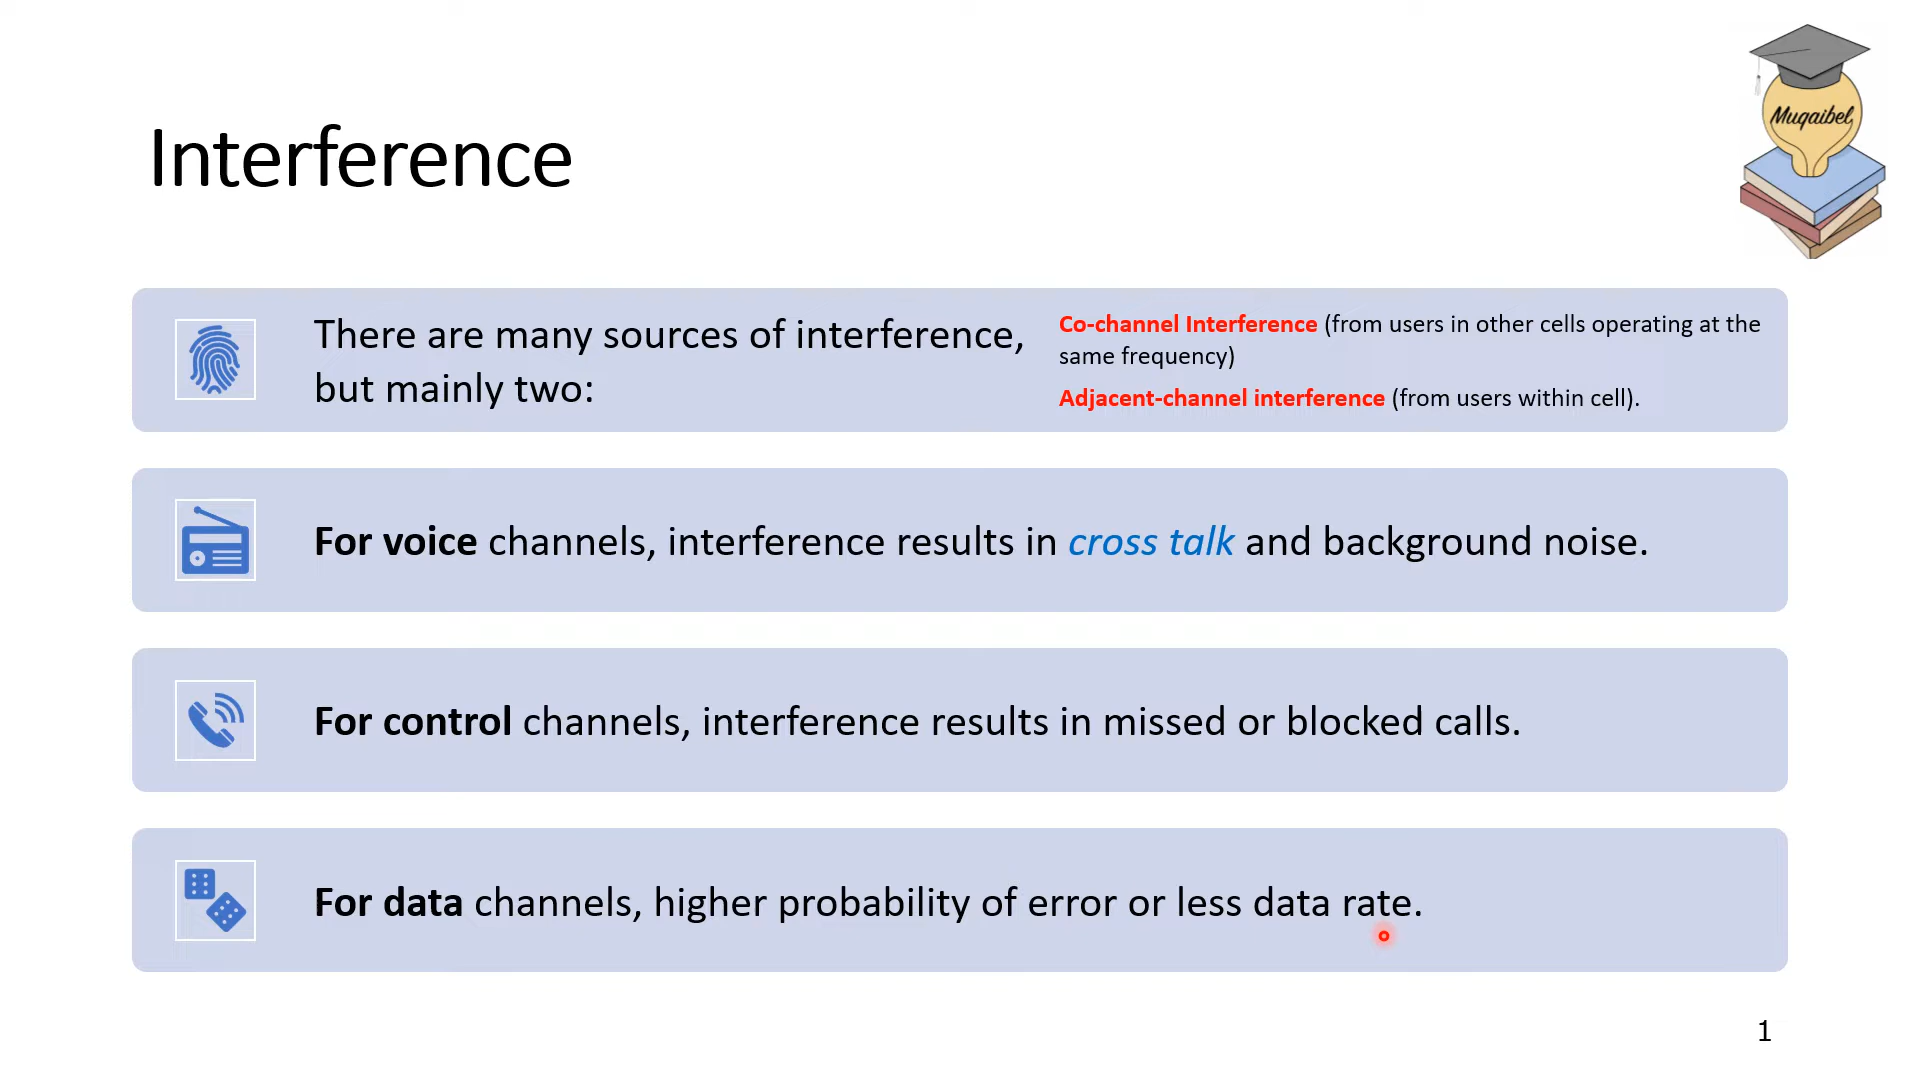 Muqaibel
Interference
There are many sources of interference,
but mainly two:
Co-channel Interference (from users in other cells operating at the
same frequency)
Adjacent-channel interference (from users within cell).
For voice channels, interference results in cross talk and background noise.
For control channels, interference results in missed or blocked calls.
For data channels, higher probability of error or less data rate.
1